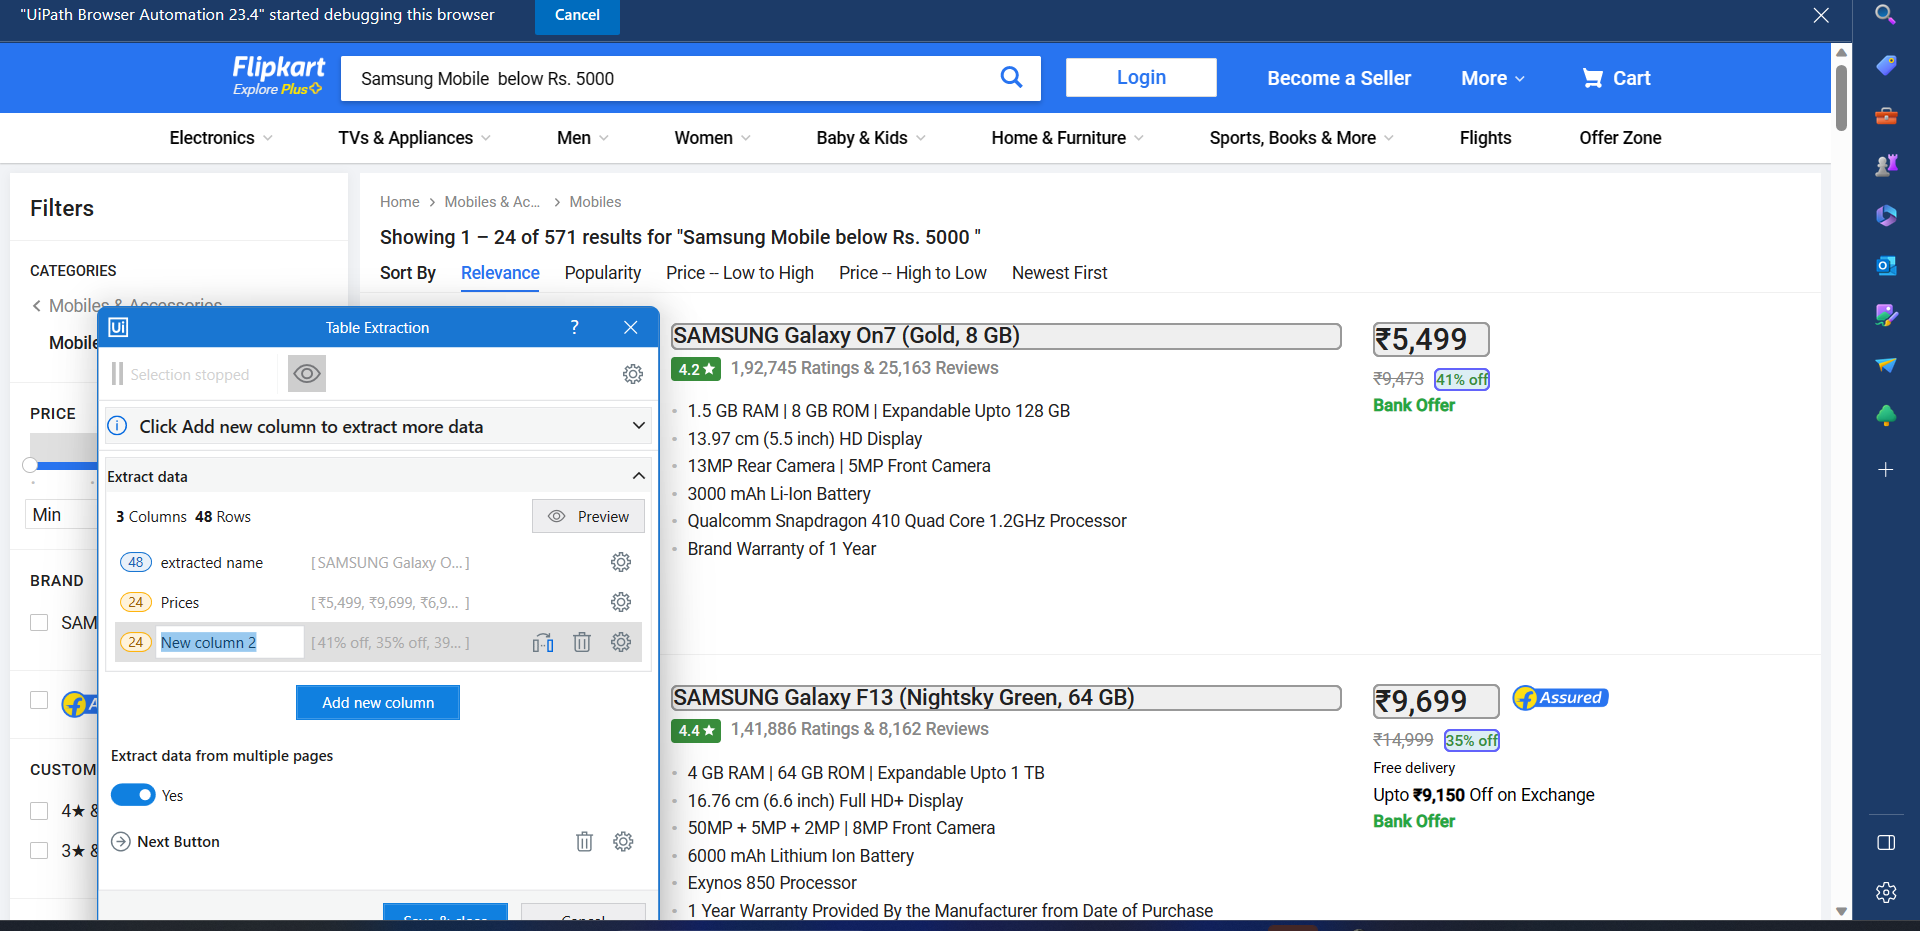 "UiPath Browser Automation 23.4" started debugging this browser
Cancel
Flipkart
Explore Plus
Samsung Mobile  below Rs. 5000
Login
Become a Seller
More
Cart
Electronics
TVs & Appliances
Men
Women
Baby & Kids
Home & Furniture
Sports, Books & More
Flights
Offer Zone
Filters
CATEGORIES
Mobiles & Accessories
Mobile
PRICE
Min
BRAND
SAM
A
CUSTOM
4★ &
3★ &
Home
Mobiles & Ac...
Mobiles
Showing 1 – 24 of 571 results for "Samsung Mobile below Rs. 5000 "
Sort By
Relevance
Popularity
Price -- Low to High
Price -- High to Low
Newest First
Ui
Table Extraction
?
Selection stopped
Click Add new column to extract more data
Extract data
3 Columns 48 Rows
Preview
48 extracted name [SAMSUNG Galaxy O... ]
24 Prices [₹5,499, ₹9,699, ₹6,9... ]
24 New column 2 [41% off, 35% off, 39... ]
Add new column
Extract data from multiple pages
Yes
Next Button
Save & close
Cancel
SAMSUNG Galaxy On7 (Gold, 8 GB)
4.2★ 1,92,745 Ratings & 25,163 Reviews
1.5 GB RAM | 8 GB ROM | Expandable Upto 128 GB
13.97 cm (5.5 inch) HD Display
13MP Rear Camera | 5MP Front Camera
3000 mAh Li-Ion Battery
Qualcomm Snapdragon 410 Quad Core 1.2GHz Processor
Brand Warranty of 1 Year
₹5,499
₹9,473 41% off
Bank Offer
SAMSUNG Galaxy F13 (Nightsky Green, 64 GB)
4.4★ 1,41,886 Ratings & 8,162 Reviews
4 GB RAM | 64 GB ROM | Expandable Upto 1 TB
16.76 cm (6.6 inch) Full HD+ Display
50MP + 5MP + 2MP | 8MP Front Camera
6000 mAh Lithium Ion Battery
Exynos 850 Processor
1 Year Warranty Provided By the Manufacturer from Date of Purchase
₹9,699
Assured
₹14,999 35% off
Free delivery
Upto ₹9,150 Off on Exchange
Bank Offer